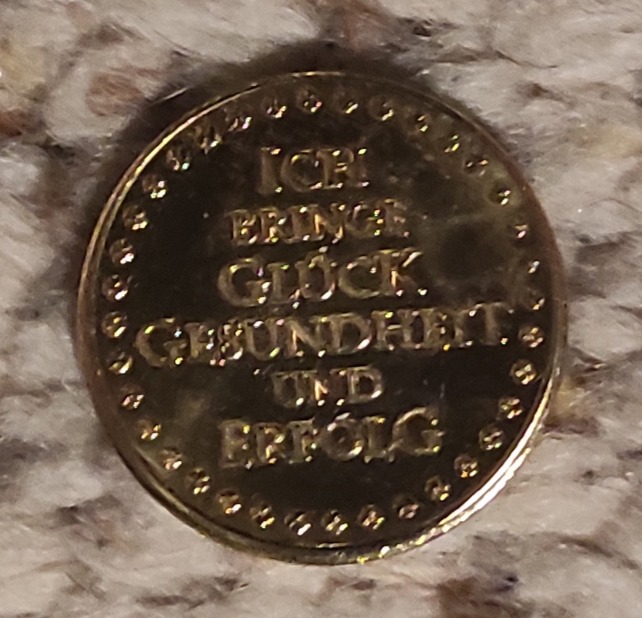 ICH
BRINGE
GLÜCK
GESUNDHEIT
UND
ERFOLG